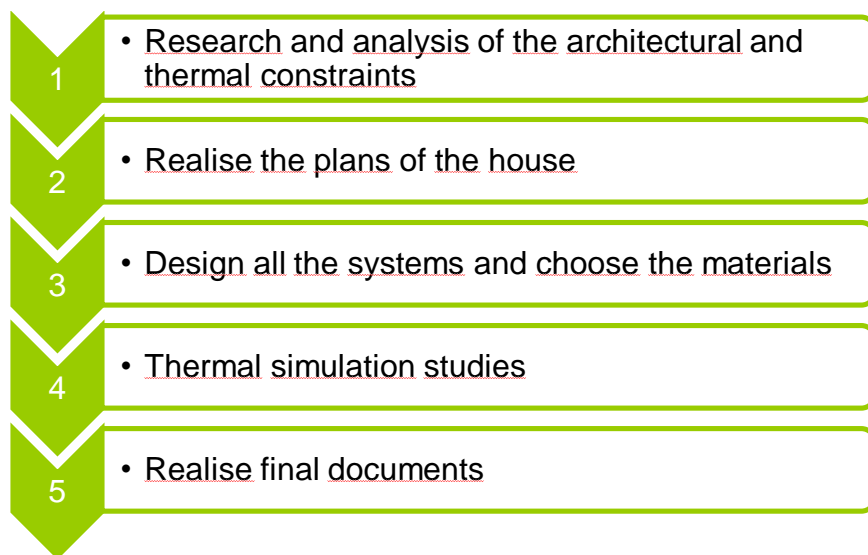 1
• Research and analysis of the architectural and
thermal constraints
2
• Realise the plans of the house
3
• Design all the systems and choose the materials
4
• Thermal simulation studies
5
• Realise final documents